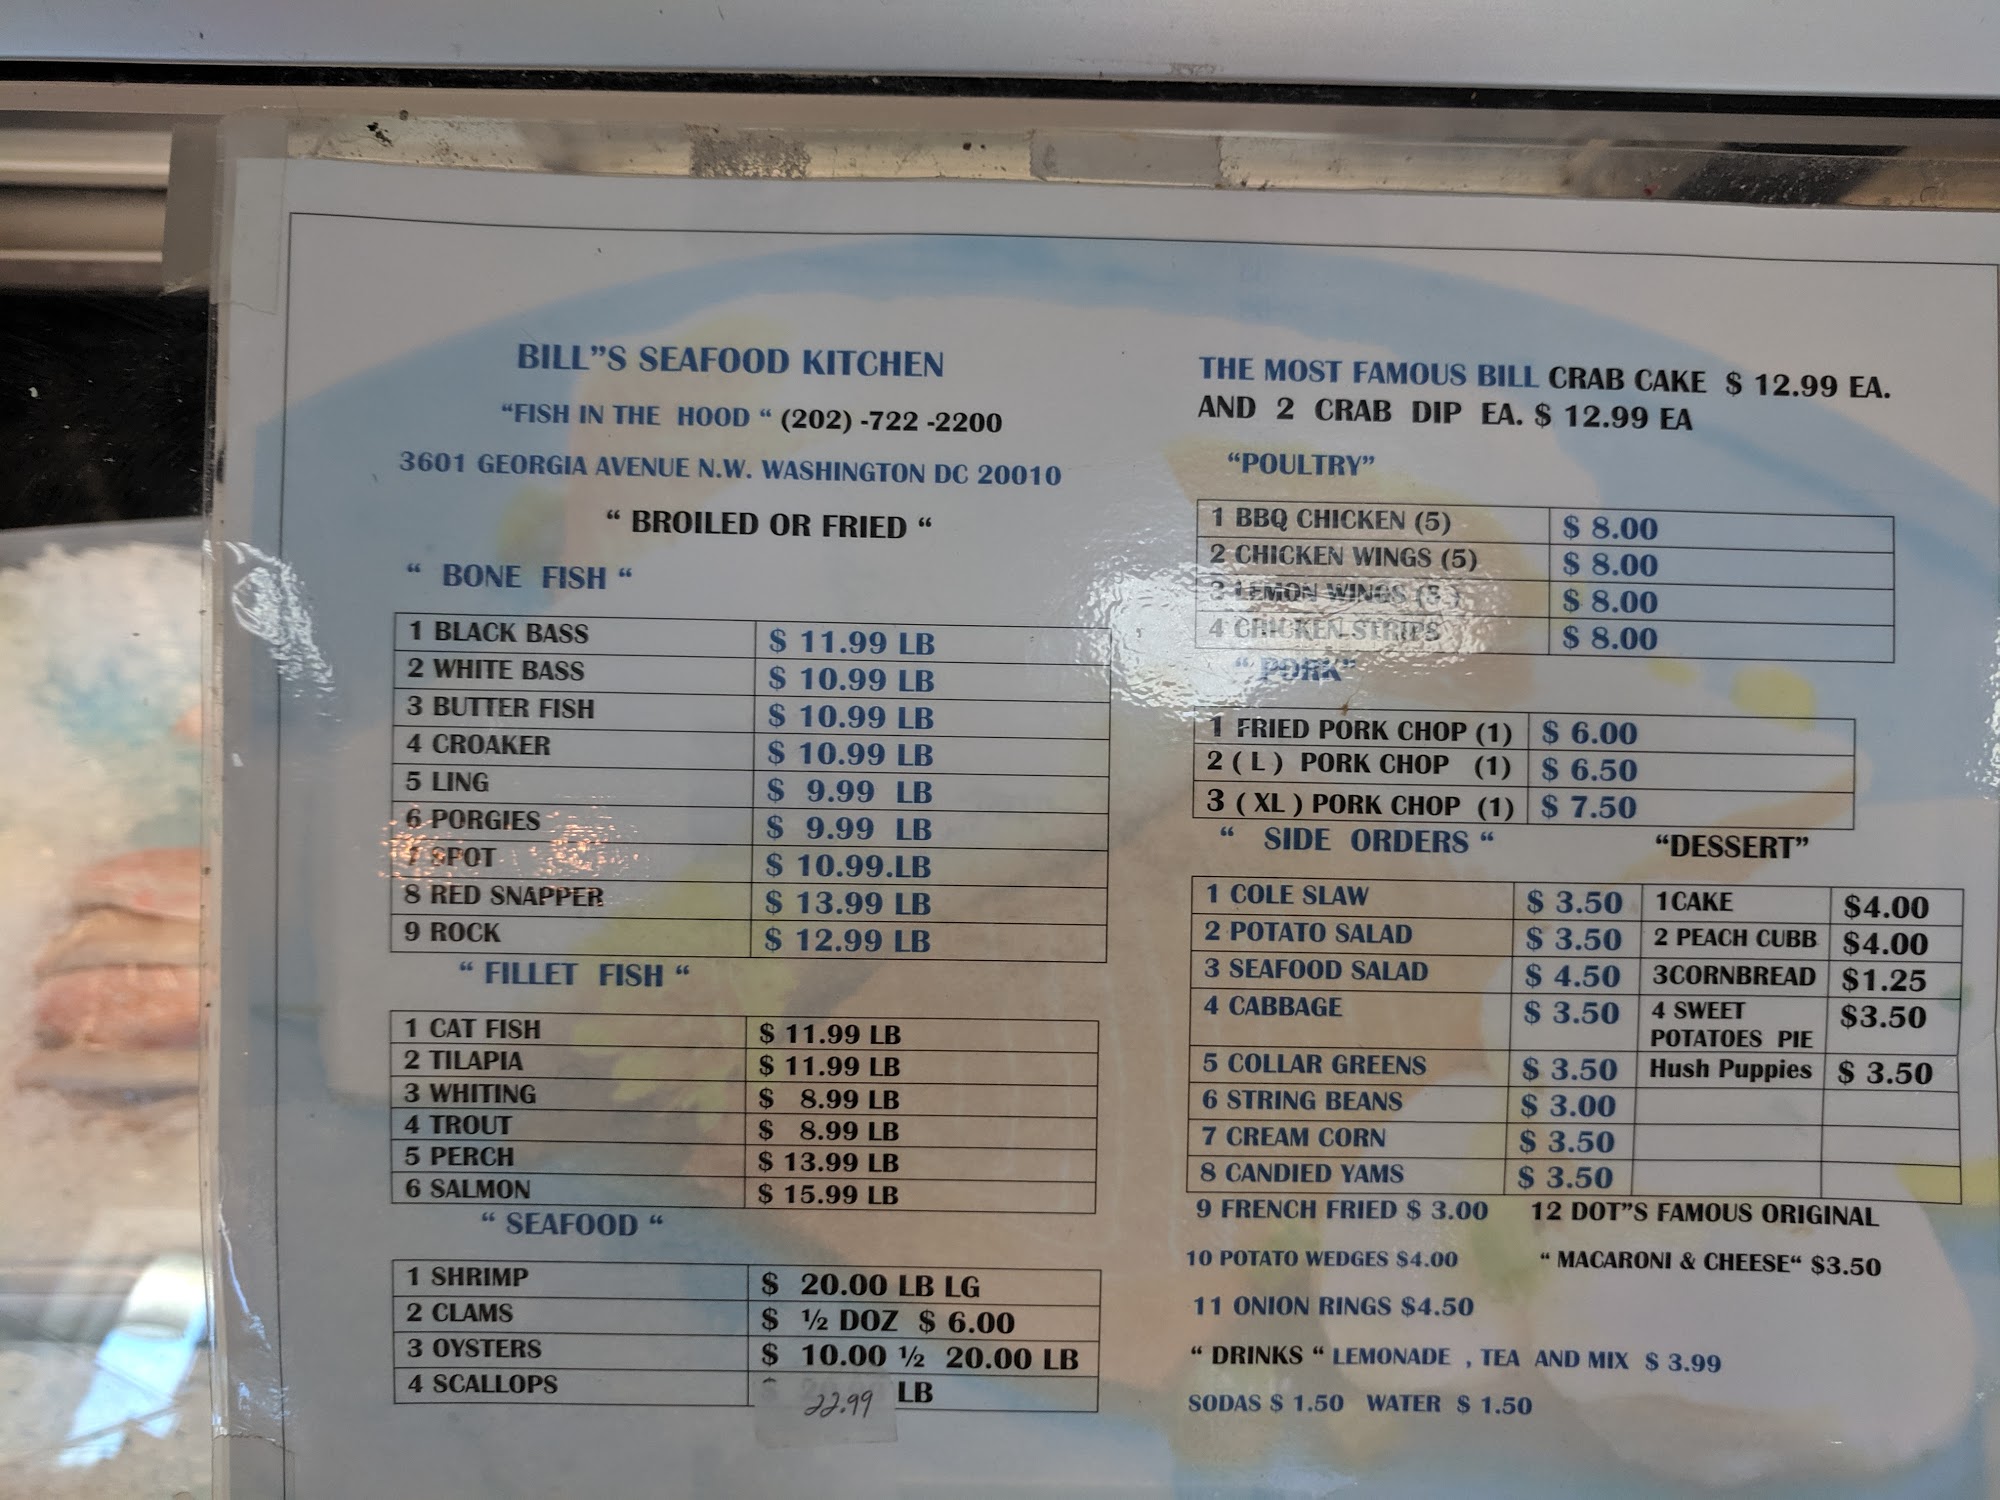 BILL"S SEAFOOD KITCHEN
"FISH IN THE HOOD " (202) -722 -2200
3601 GEORGIA AVENUE N.W. WASHINGTON DC 20010
" BROILED OR FRIED "
" BONE FISH "
1 BLACK BASS $ 11.99 LB
2 WHITE BASS $ 10.99 LB
3 BUTTER FISH $ 10.99 LB
4 CROAKER $ 10.99 LB
5 LING $ 9.99 LB
6 PORGIES $ 9.99 LB
7 SPOT $ 10.99.LB
8 RED SNAPPER $ 13.99 LB
9 ROCK $ 12.99 LB
" FILLET FISH "
1 CAT FISH $ 11.99 LB
2 TILAPIA $ 11.99 LB
3 WHITING $ 8.99 LB
4 TROUT $ 8.99 LB
5 PERCH $ 13.99 LB
6 SALMON $ 15.99 LB
" SEAFOOD "
1 SHRIMP $ 20.00 LB LG
2 CLAMS $ ½ DOZ $ 6.00
3 OYSTERS $ 10.00 ½ 20.00 LB
4 SCALLOPS 22.99 LB
THE MOST FAMOUS BILL CRAB CAKE $ 12.99 EA.
AND 2 CRAB DIP EA. $ 12.99 EA
"POULTRY"
1 BBQ CHICKEN (5) $ 8.00
2 CHICKEN WINGS (5) $ 8.00
3 LEMON WINGS (5 ) $ 8.00
4 CHICKEN STRIPS $ 8.00
"PORK"
1 FRIED PORK CHOP (1) $ 6.00
2 ( L ) PORK CHOP (1) $ 6.50
3 ( XL ) PORK CHOP (1) $ 7.50
" SIDE ORDERS " "DESSERT"
1 COLE SLAW $ 3.50 1CAKE $4.00
2 POTATO SALAD $ 3.50 2 PEACH CUBB $4.00
3 SEAFOOD SALAD $ 4.50 3CORNBREAD $1.25
4 CABBAGE $ 3.50 4 SWEET $3.50
POTATOES PIE
5 COLLAR GREENS $ 3.50 Hush Puppies $ 3.50
6 STRING BEANS $ 3.00
7 CREAM CORN $ 3.50
8 CANDIED YAMS $ 3.50
9 FRENCH FRIED $ 3.00 12 DOT"S FAMOUS ORIGINAL
10 POTATO WEDGES $4.00 " MACARONI & CHEESE" $3.50
11 ONION RINGS $4.50
" DRINKS " LEMONADE , TEA AND MIX $ 3.99
SODAS $ 1.50 WATER $ 1.50